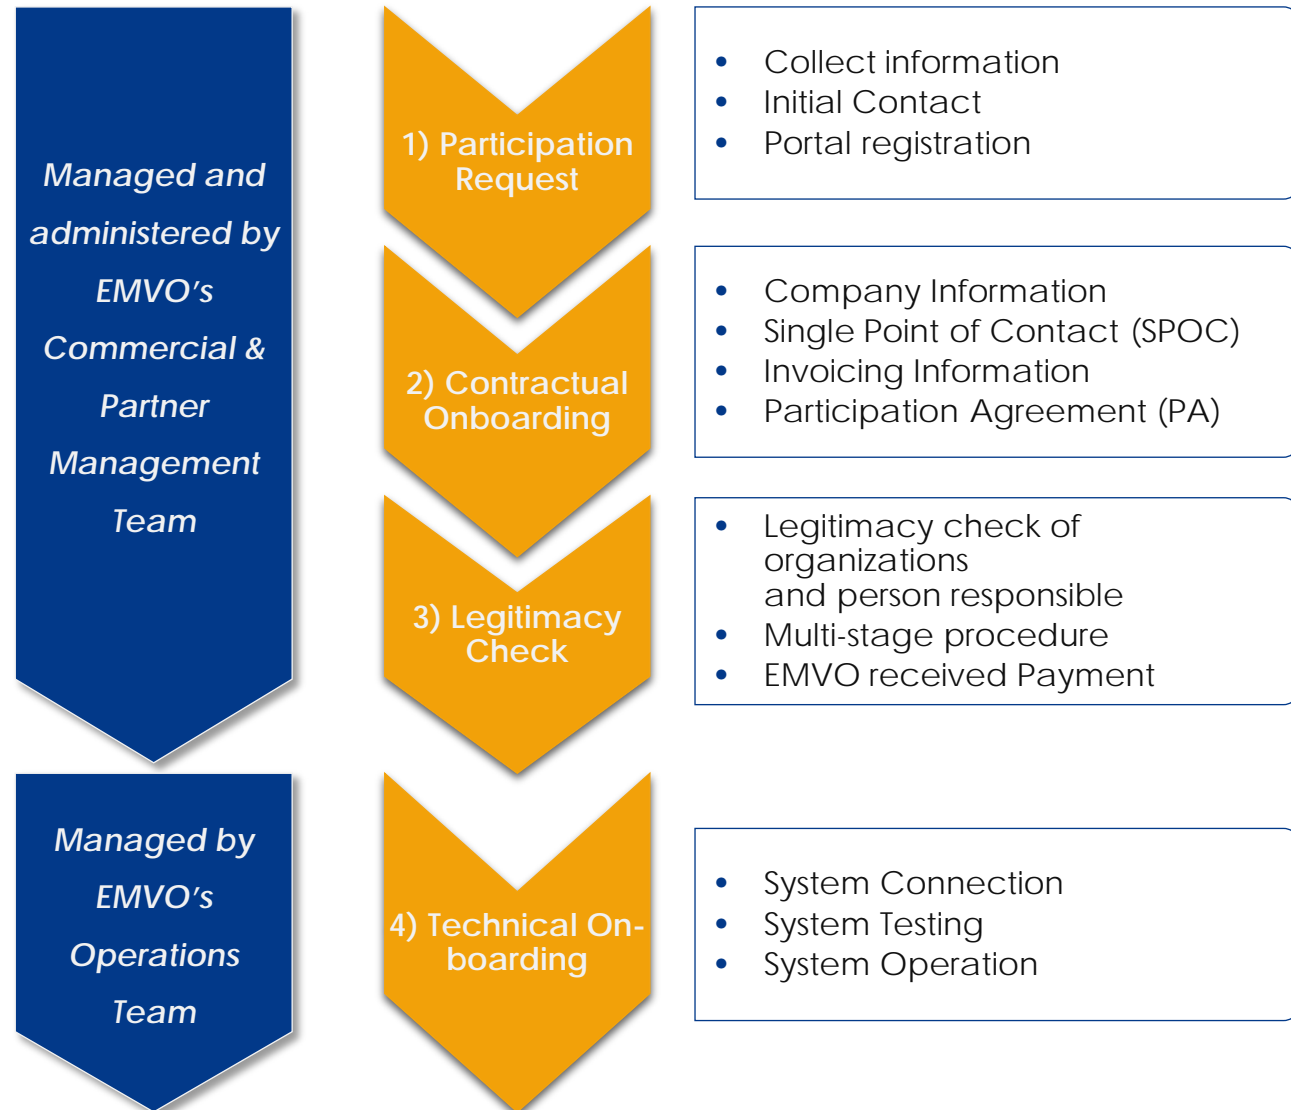 Managed and
administered by
EMVO’s
Commercial &
Partner
Management
Team
1) Participation
Request
• Collect information
• Initial Contact
• Portal registration
2) Contractual
Onboarding
• Company Information
• Single Point of Contact (SPOC)
• Invoicing Information
• Participation Agreement (PA)
3) Legitimacy
Check
• Legitimacy check of
organizations
and person responsible
• Multi-stage procedure
• EMVO received Payment
Managed by
EMVO’s
Operations
Team
4) Technical On-
boarding
• System Connection
• System Testing
• System Operation